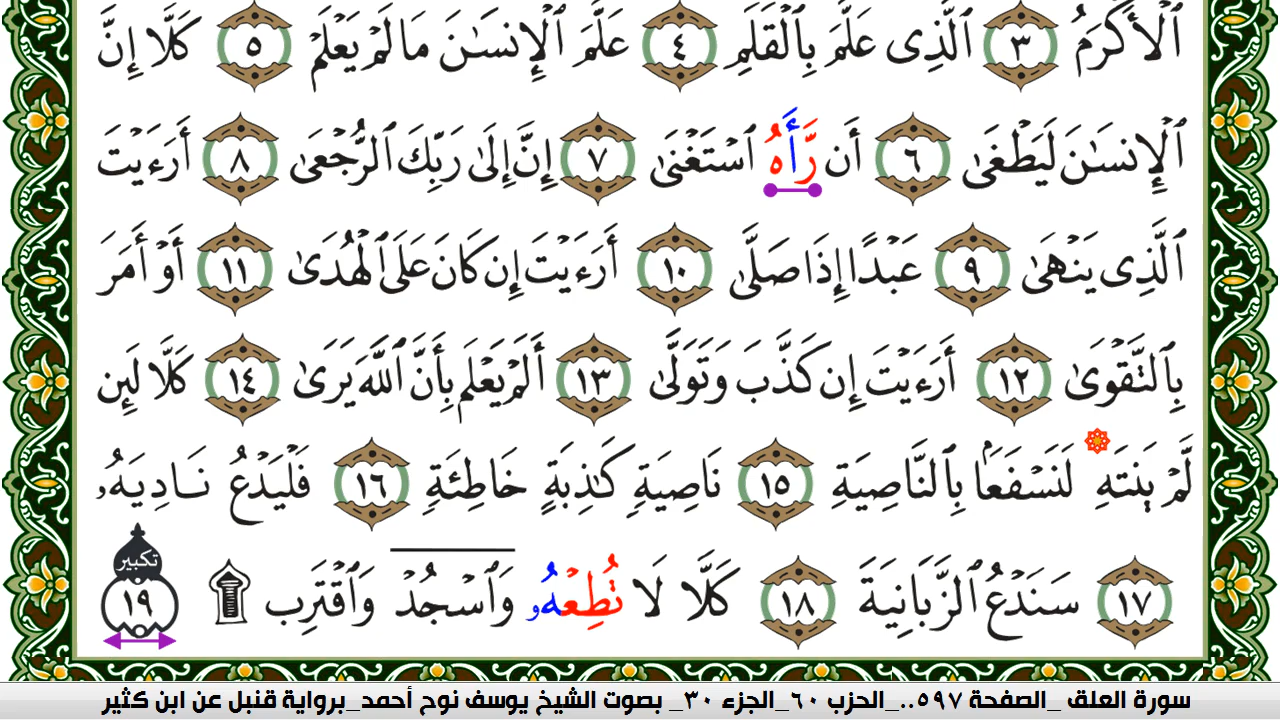 ٱلۡأَكۡرَمُ ٣ ٱلَّذِى عَلَّمَ بِٱلۡقَلَمِ ٤ عَلَّمَ ٱلۡإِنسَـٰنَ مَا لَمۡ يَعۡلَمۡ ٥ كَلَّا إِنَّ
ٱلۡإِنسَـٰنَ لَيَطۡغَىٰ ٦ أَن رَّأَهُ ٱسۡتَغۡنَىٰ ٧ إِنَّ إِلَىٰ رَبِّكَ ٱلرُّجۡعَىٰ ٨ أَرَءَيۡتَ
ٱلَّذِى يَنۡهَىٰ ٩ عَبۡدًا إِذَا صَلَّىٰ ١٠ أَرَءَيۡتَ إِن كَانَ عَلَى ٱلۡهُدَىٰ ١١ أَوۡ أَمَرَ
بِٱلتَّقۡوَىٰ ١٢ أَرَءَيۡتَ إِن كَذَّبَ وَتَوَلَّىٰ ١٣ أَلَمۡ يَعۡلَم بِأَنَّ ٱللَّهَ يَرَىٰ ١٤ كَلَّا لَئِن
لَّمۡ يَنتَهِ لَنَسۡفَعَۢا بِٱلنَّاصِيَةِ ١٥ نَاصِيَةٍ كَـٰذِبَةٍ خَاطِئَةٍ ١٦ فَلۡيَدۡعُ نَادِيَهُۥ
١٧ سَنَدۡعُ ٱلزَّبَانِيَةَ ١٨ كَلَّا لَا تُطِعۡهُۥ وَٱسۡجُدۡ وَٱقۡتَرِب ۩ تكبير ١٩
سورة العلق _الصفحة ٥٩٧.._الحزب ٦٠_الجزء ٣٠_ بصوت الشيخ يوسف نوح أحمد_برواية قنبل عن ابن كثير